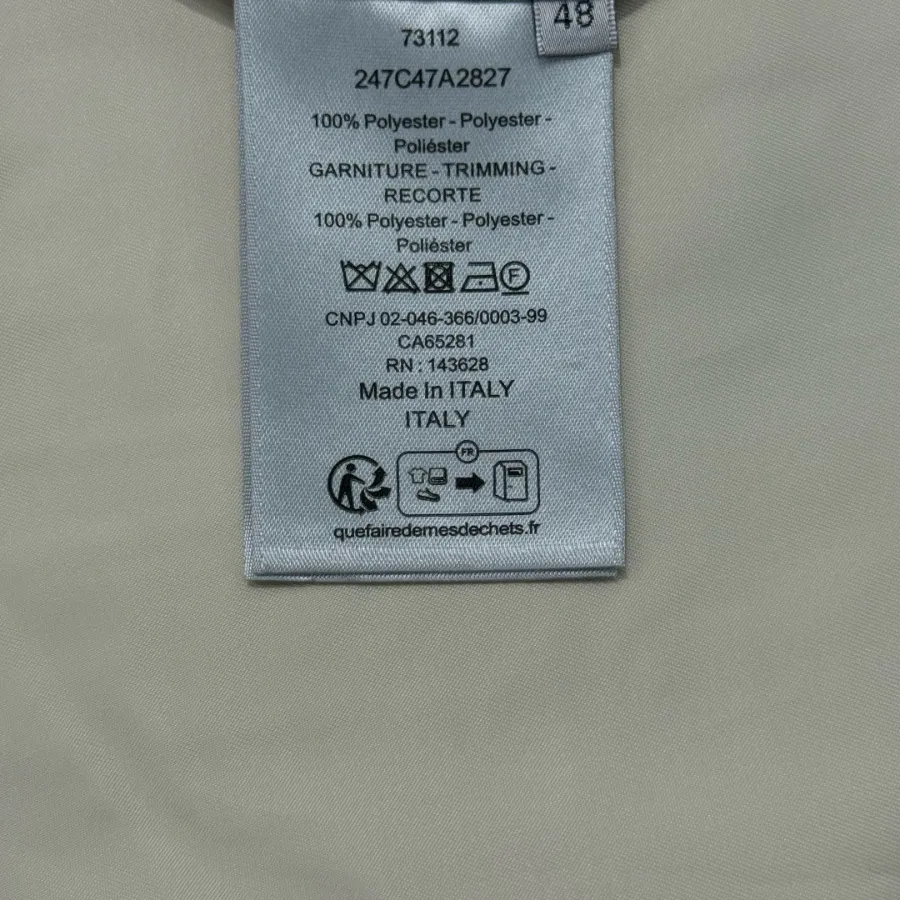 48
73112
247C47A2827
100% Polyester - Polyester -
Poliéster
GARNITURE - TRIMMING -
RECORTE
100% Polyester - Polyester -
Poliéster
F
CNPJ 02-046-366/0003-99
CA65281
RN : 143628
Made In ITALY
ITALY
FR
quefairedemesdechets.fr